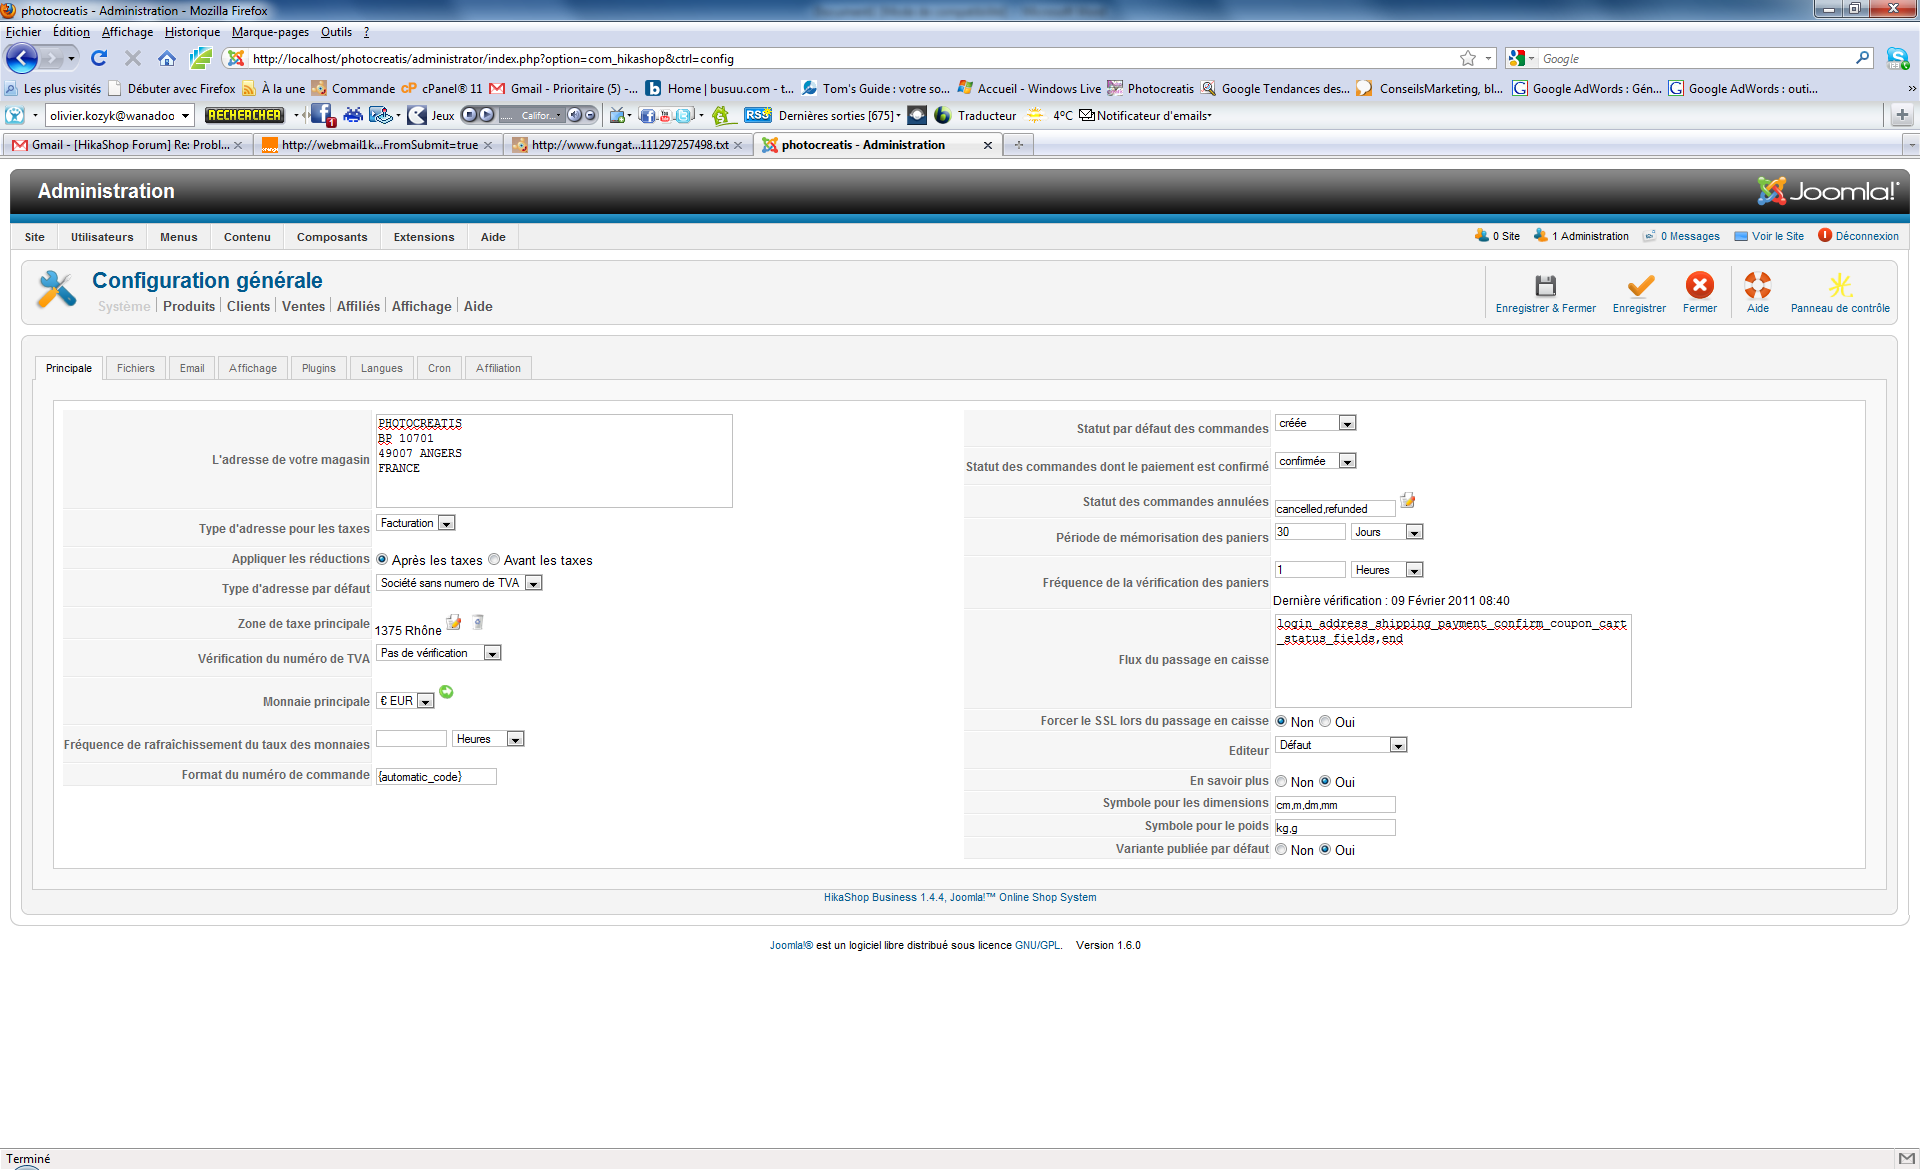 photocreatis - Administration - Mozilla Firefox
Fichier Édition Affichage Historique Marque-pages Outils ?
http://localhost/photocreatis/administrator/index.php?option=com_hikashop&ctrl=config
Google
Les plus visités Débuter avec Firefox À la une Commande cPanel® 11 Gmail - Prioritaire (5) -... Home | busuu.com - t... Tom's Guide : votre so... Accueil - Windows Live Photocreatis Google Tendances des... ConseilsMarketing, bl... Google AdWords : Gén... Google AdWords : outi... »
olivier.kozyk@wanadoo RECHERCHER Jeux Califor... RSS Dernières sorties [675] Traducteur 4°C Notificateur d'emails
Gmail - [HikaShop Forum] Re: Probl... http://webmail1k...FromSubmit=true http://www.fungat...111297257498.txt photocreatis - Administration
Administration
Joomla!®
Site Utilisateurs Menus Contenu Composants Extensions Aide
0 Site 1 Administration 0 Messages Voir le Site Déconnexion
Configuration générale
Système Produits Clients Ventes Affiliés Affichage Aide
Enregistrer & Fermer Enregistrer Fermer Aide Panneau de contrôle
Principale Fichiers Email Affichage Plugins Langues Cron Affiliation
L'adresse de votre magasin
PHOTOCREATIS
BP 10701
49007 ANGERS
FRANCE
Type d'adresse pour les taxes Facturation
Appliquer les réductions Après les taxes Avant les taxes
Type d'adresse par défaut Société sans numero de TVA
Zone de taxe principale 1375 Rhône
Vérification du numéro de TVA Pas de vérification
Monnaie principale € EUR
Fréquence de rafraîchissement du taux des monnaies Heures
Format du numéro de commande {automatic_code}
Statut par défaut des commandes créée
Statut des commandes dont le paiement est confirmé confirmée
Statut des commandes annulées cancelled,refunded
Période de mémorisation des paniers 30 Jours
Fréquence de la vérification des paniers 1 Heures
Dernière vérification : 09 Février 2011 08:40
Flux du passage en caisse
login_address_shipping_payment_confirm_coupon_cart
_status_fields,end
Forcer le SSL lors du passage en caisse Non Oui
Editeur Défaut
En savoir plus Non Oui
Symbole pour les dimensions cm,m,dm,mm
Symbole pour le poids kg,g
Variante publiée par défaut Non Oui
HikaShop Business 1.4.4, Joomla!™ Online Shop System
Joomla!® est un logiciel libre distribué sous licence GNU/GPL. Version 1.6.0
Terminé